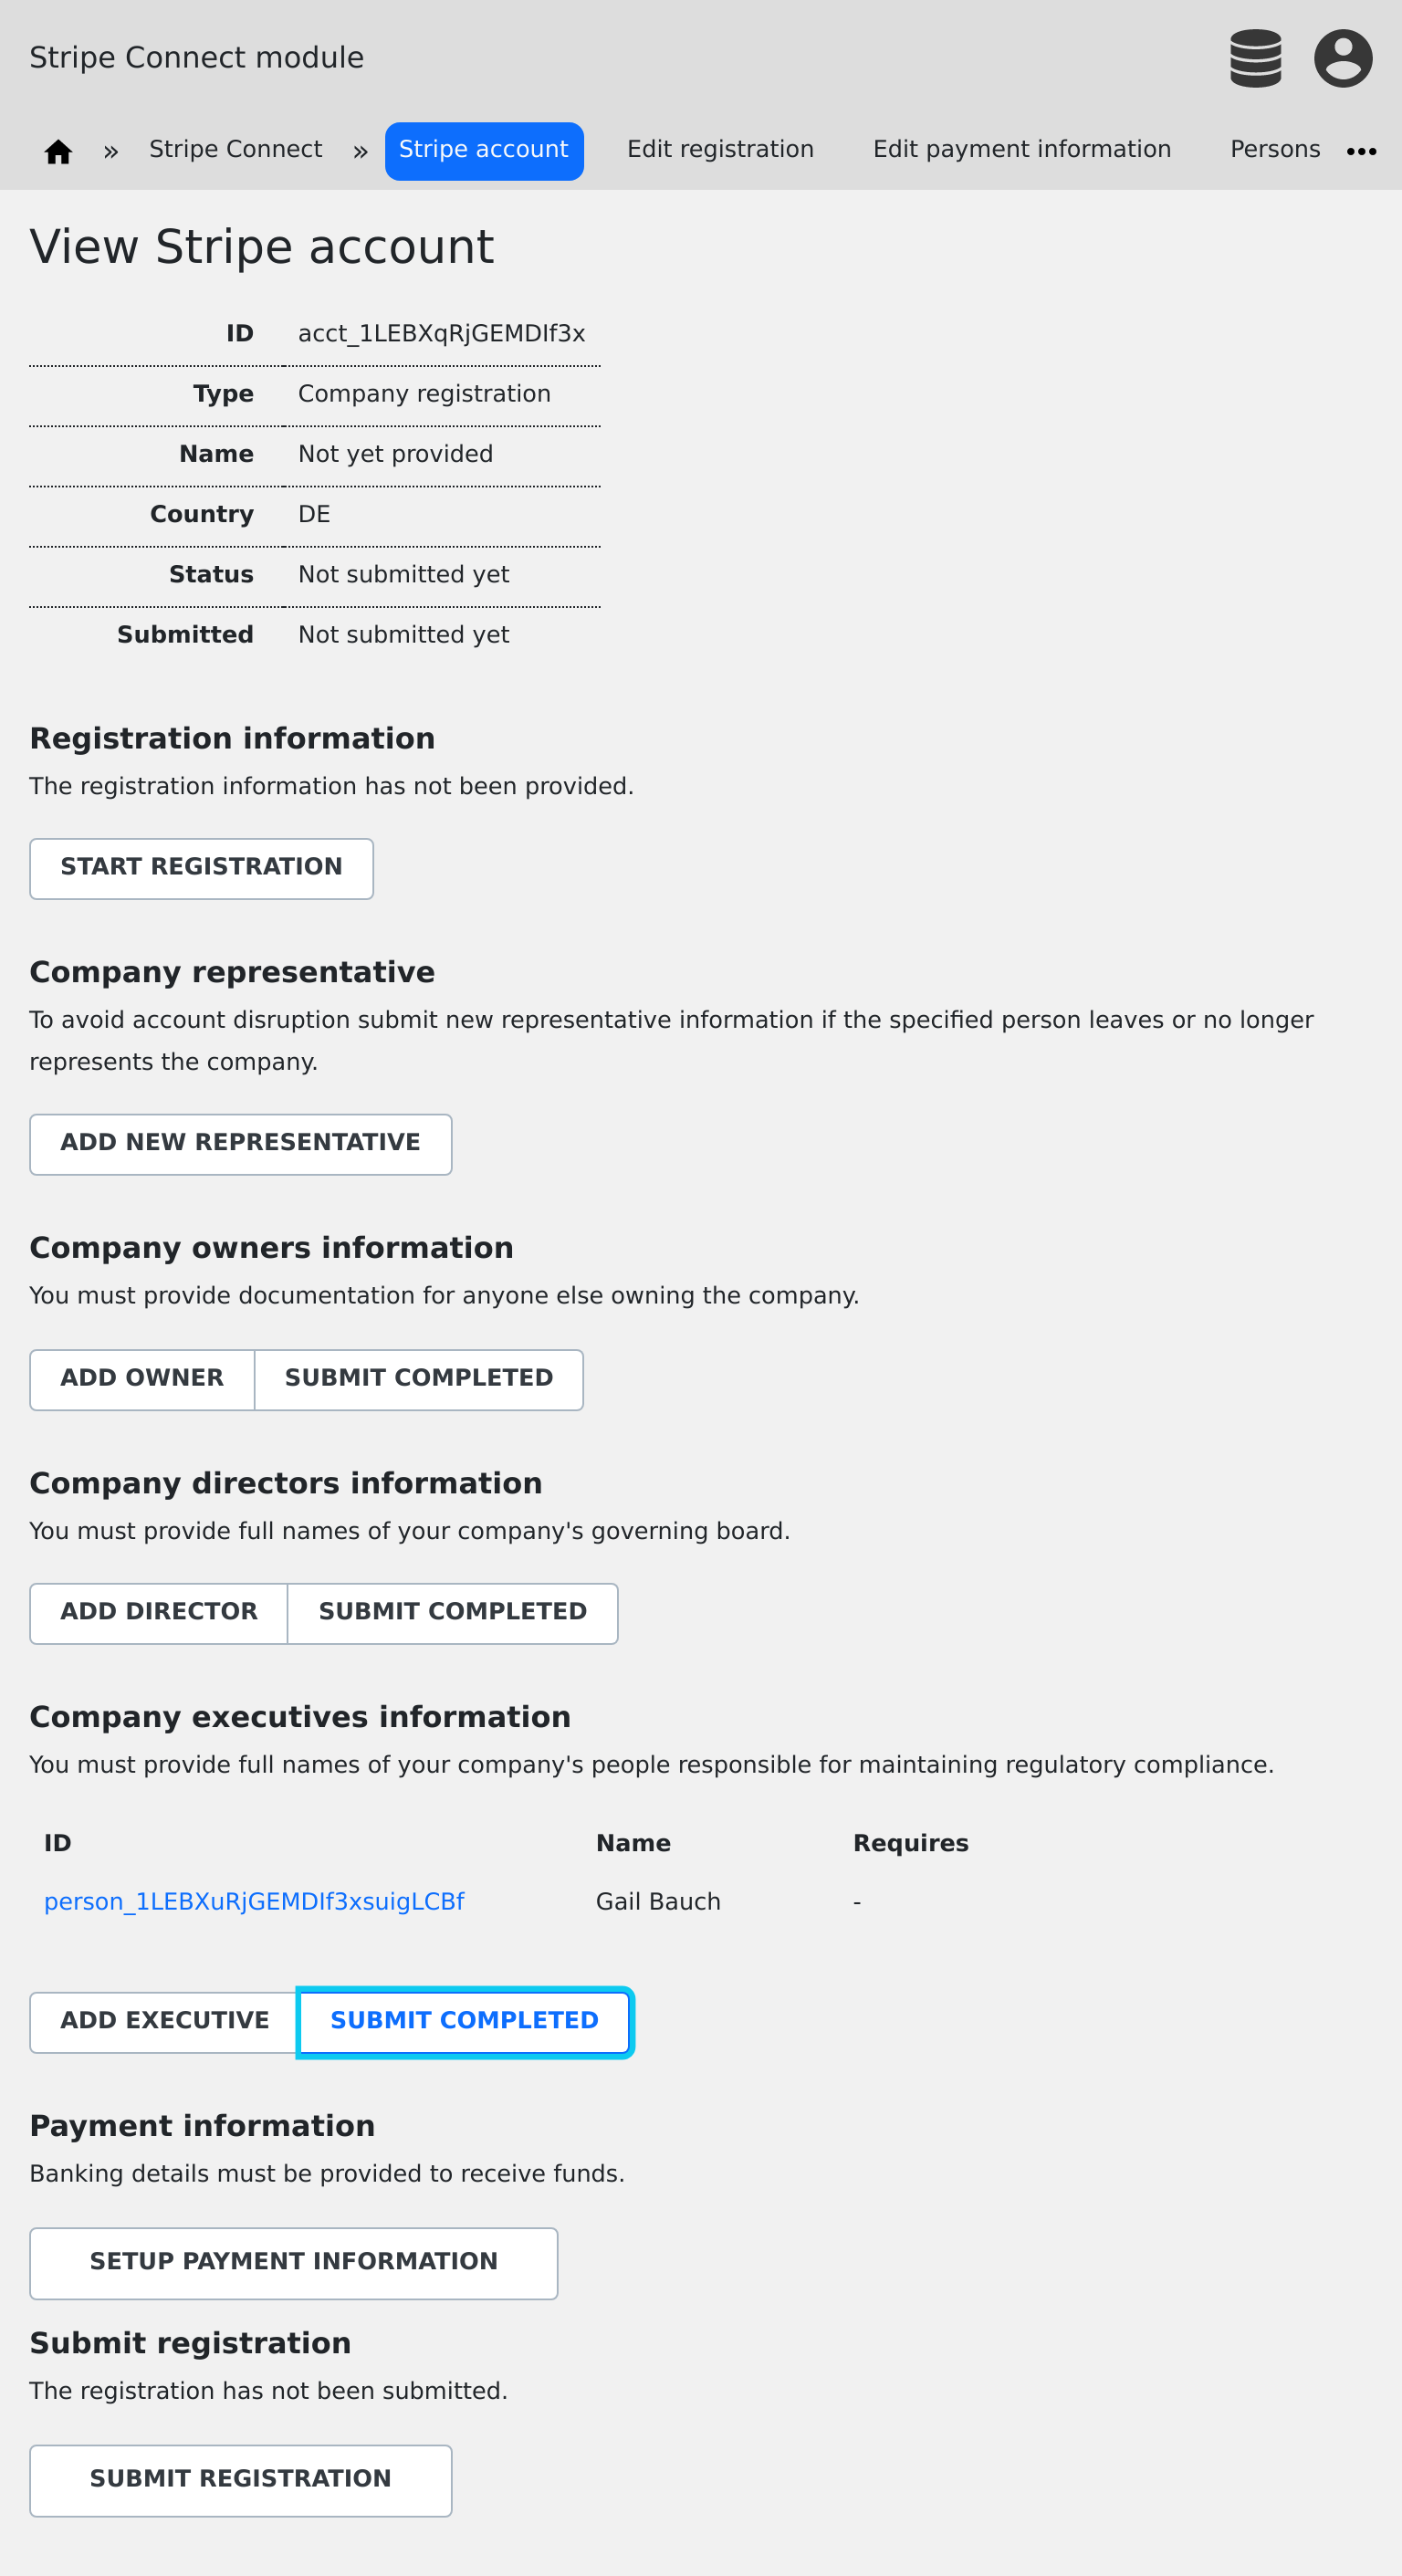 Stripe Connect module
» Stripe Connect » Stripe account Edit registration Edit payment information Persons •••
View Stripe account
ID acct_1LEBXqRjGEMDIf3x
Type Company registration
Name Not yet provided
Country DE
Status Not submitted yet
Submitted Not submitted yet
Registration information
The registration information has not been provided.
START REGISTRATION
Company representative
To avoid account disruption submit new representative information if the specified person leaves or no longer
represents the company.
ADD NEW REPRESENTATIVE
Company owners information
You must provide documentation for anyone else owning the company.
ADD OWNER SUBMIT COMPLETED
Company directors information
You must provide full names of your company's governing board.
ADD DIRECTOR SUBMIT COMPLETED
Company executives information
You must provide full names of your company's people responsible for maintaining regulatory compliance.
ID Name Requires
person_1LEBXuRjGEMDIf3xsuigLCBf Gail Bauch -
ADD EXECUTIVE SUBMIT COMPLETED
Payment information
Banking details must be provided to receive funds.
SETUP PAYMENT INFORMATION
Submit registration
The registration has not been submitted.
SUBMIT REGISTRATION